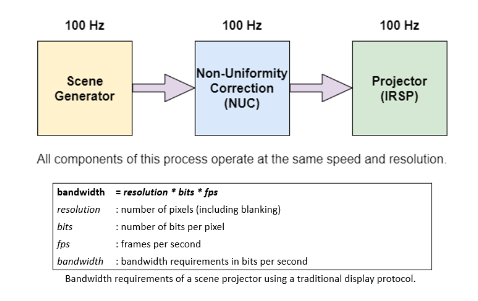 100 Hz
100 Hz
100 Hz
Scene
Generator
Non-Uniformity
Correction
(NUC)
Projector
(IRSP)
All components of this process operate at the same speed and resolution.
bandwidth = resolution * bits * fps
resolution : number of pixels (including blanking)
bits : number of bits per pixel
fps : frames per second
bandwidth : bandwidth requirements in bits per second
Bandwidth requirements of a scene projector using a traditional display protocol.